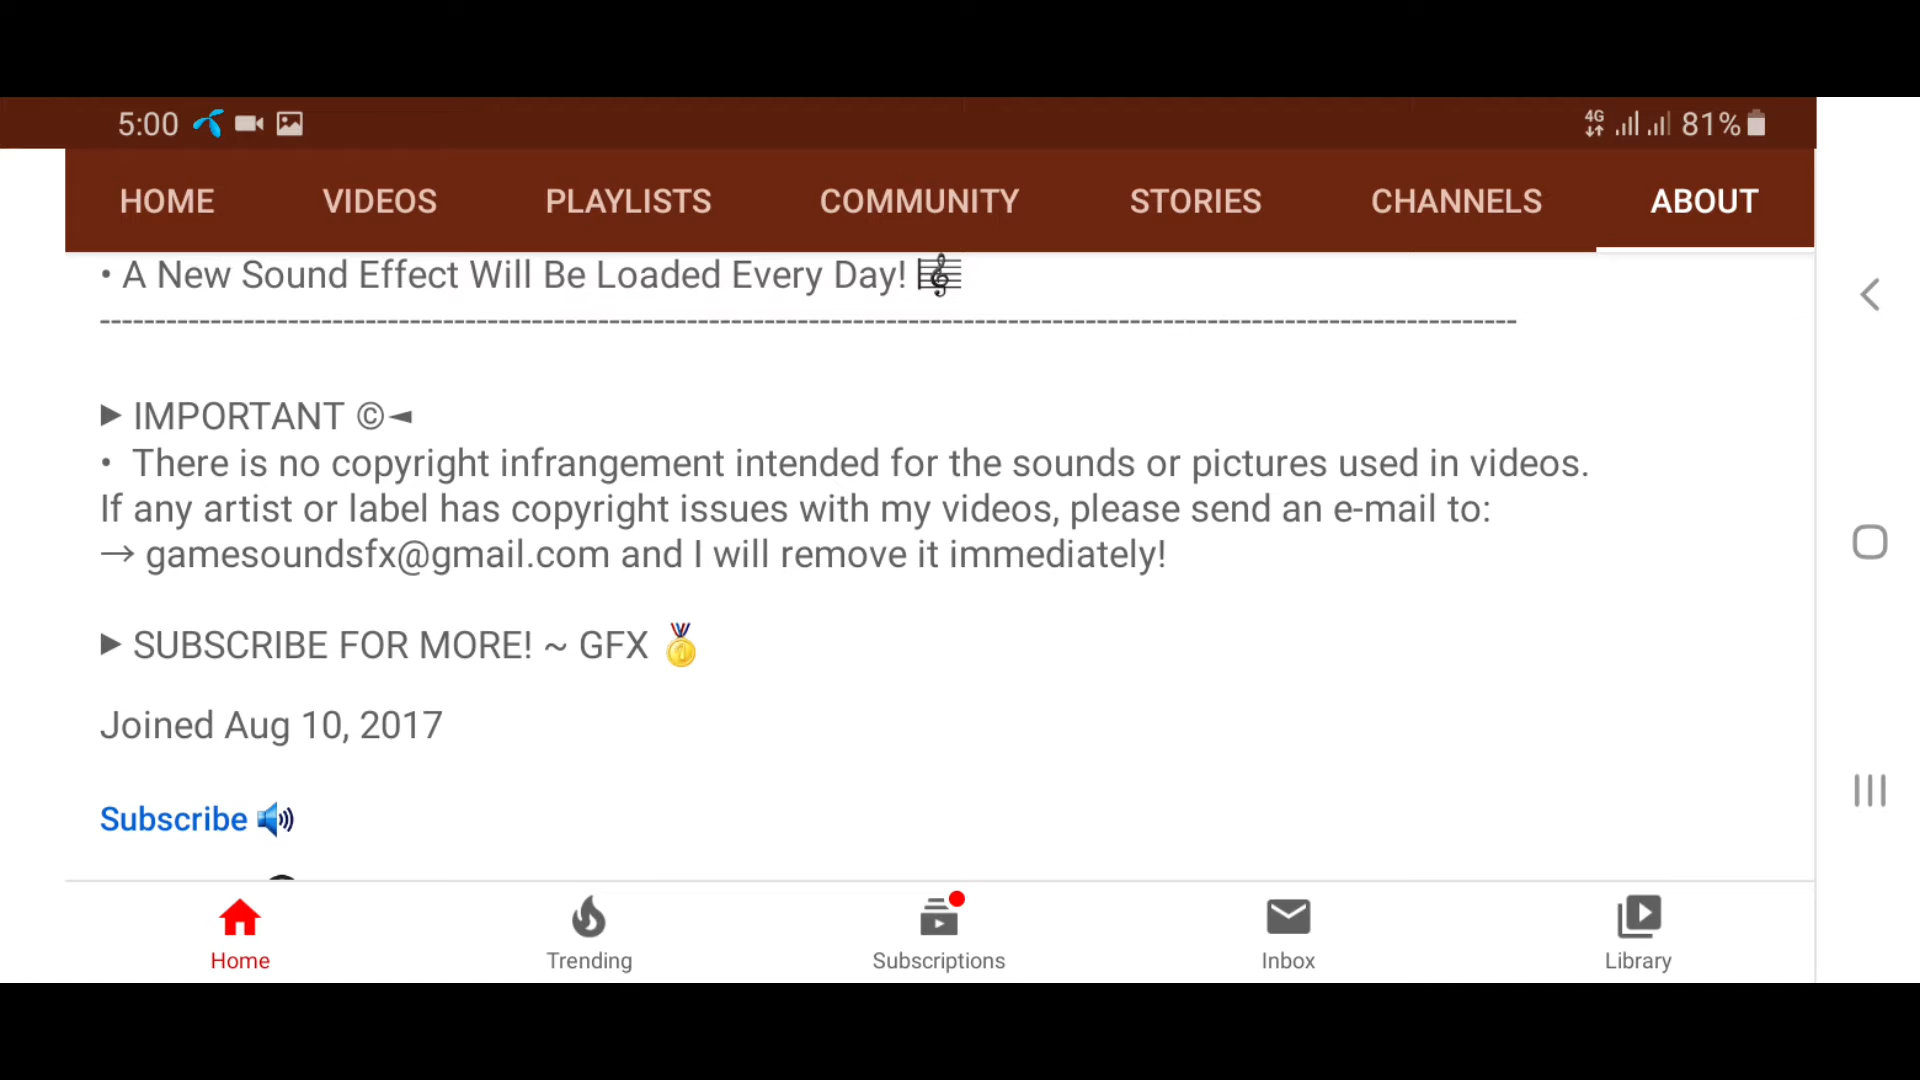 5:00 4G 81%
HOME VIDEOS PLAYLISTS COMMUNITY STORIES CHANNELS ABOUT
• A New Sound Effect Will Be Loaded Every Day! 🎼
--------------------------------------------------------------------------------------------------------------------------------
► IMPORTANT ©◄
• There is no copyright infrangement intended for the sounds or pictures used in videos.
If any artist or label has copyright issues with my videos, please send an e-mail to:
→ gamesoundsfx@gmail.com and I will remove it immediately!
► SUBSCRIBE FOR MORE! ~ GFX 🏅
Joined Aug 10, 2017
Subscribe 🔊
Home Trending Subscriptions Inbox Library